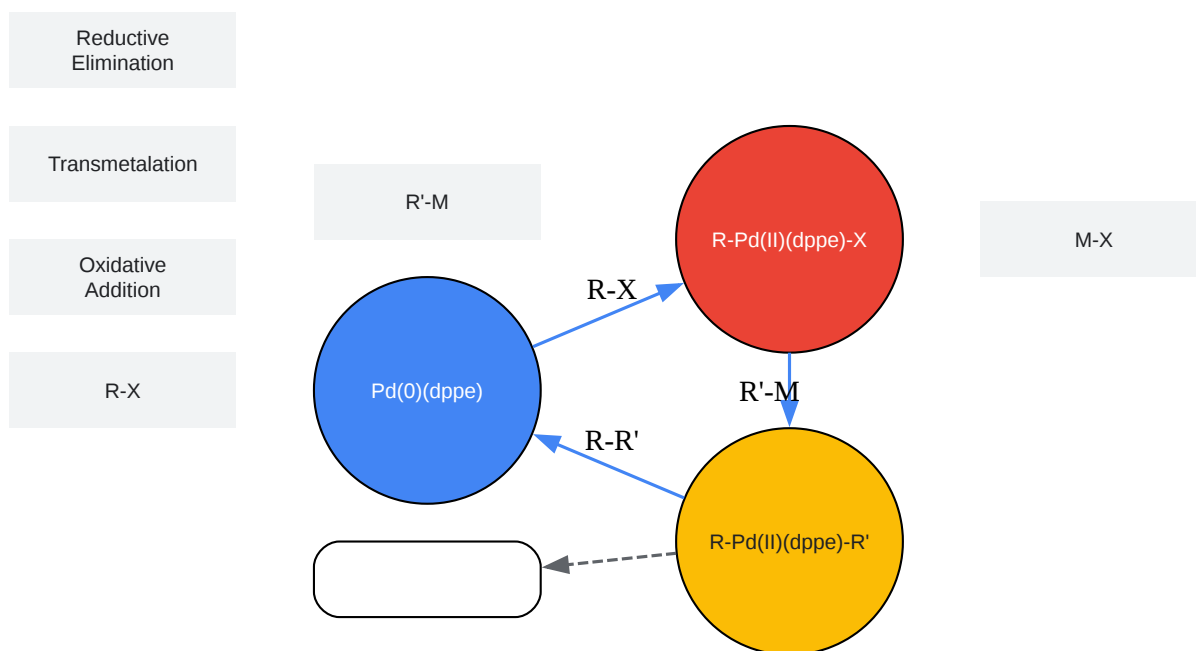 Reductive
Elimination
Transmetalation
Oxidative
Addition
R-X
R'-M
Pd(0)(dppe)
R-X
R-Pd(II)(dppe)-X
M-X
R'-M
R-R'
R-Pd(II)(dppe)-R'